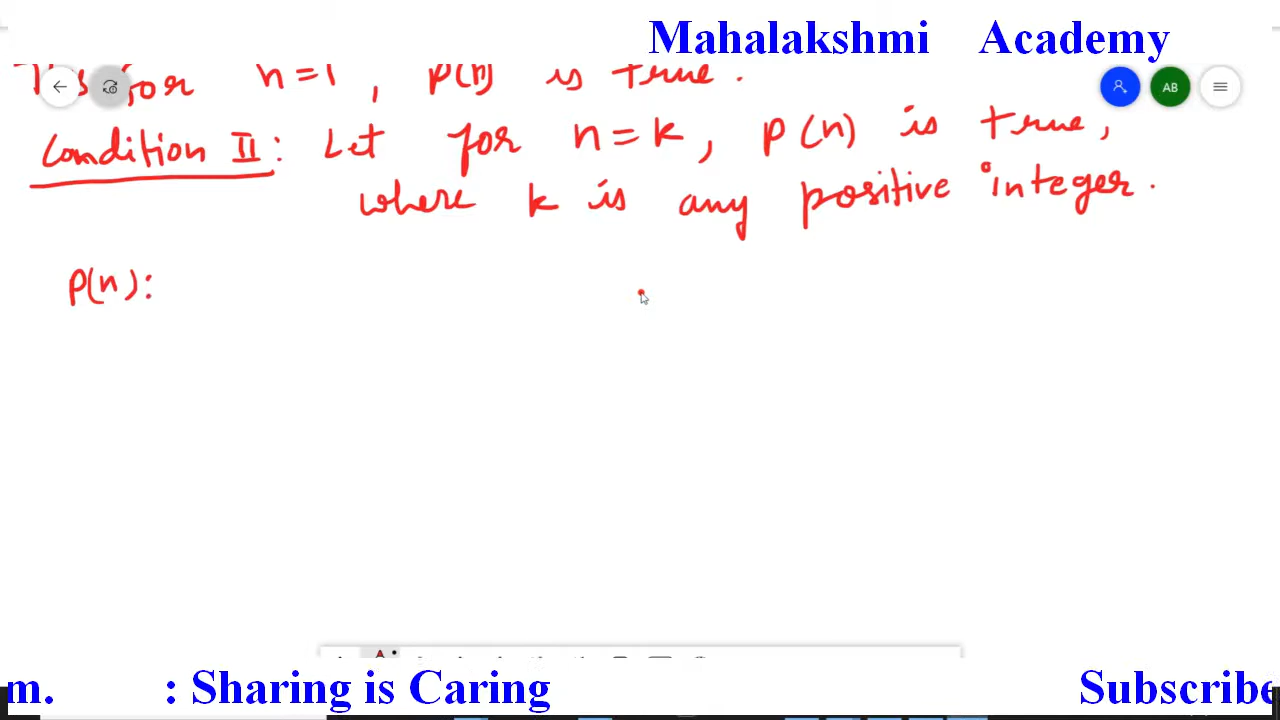 Mahalakshmi Academy
for n=1, P(n) is true.
Condition II: Let for n=k, P(n) is true,
where k is any positive integer.
P(n):
AB
m. : Sharing is Caring Subscribe